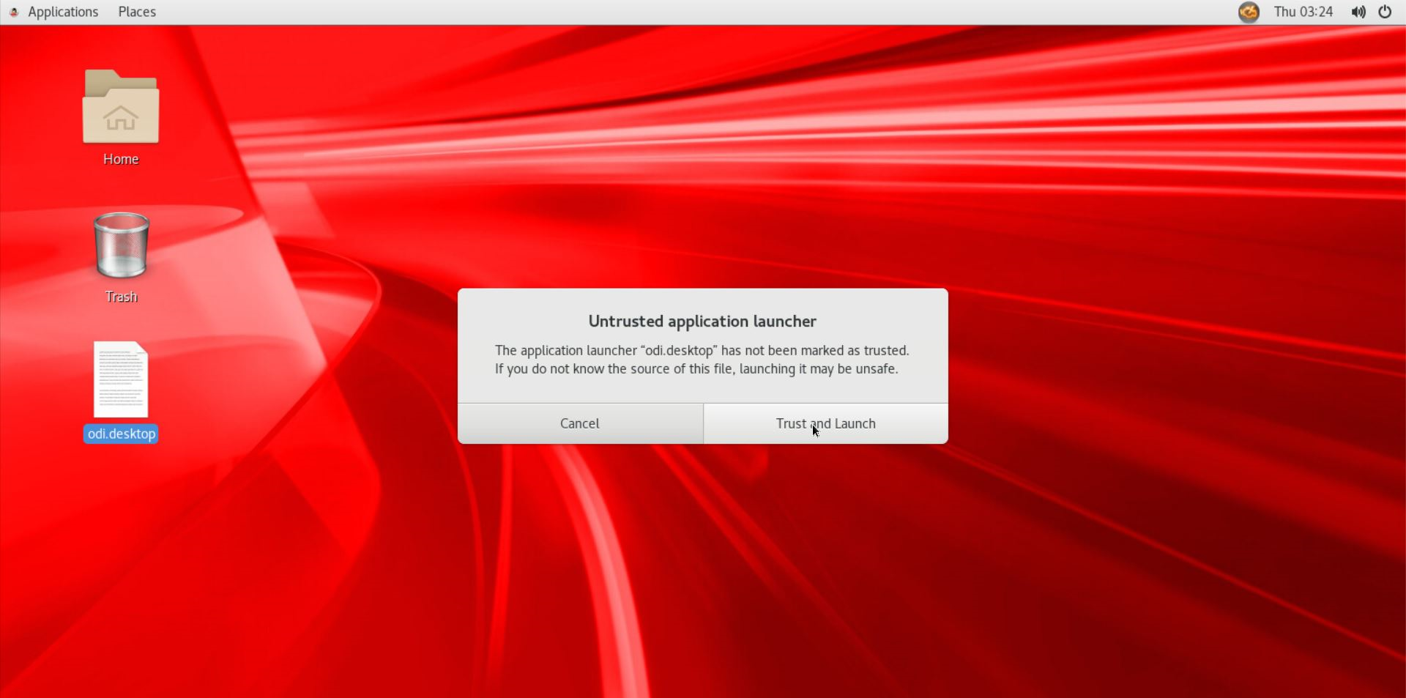 Applications Places Thu 03:24
Home
Trash
odi.desktop
Untrusted application launcher
The application launcher “odi.desktop” has not been marked as trusted.
If you do not know the source of this file, launching it may be unsafe.
Cancel Trust and Launch